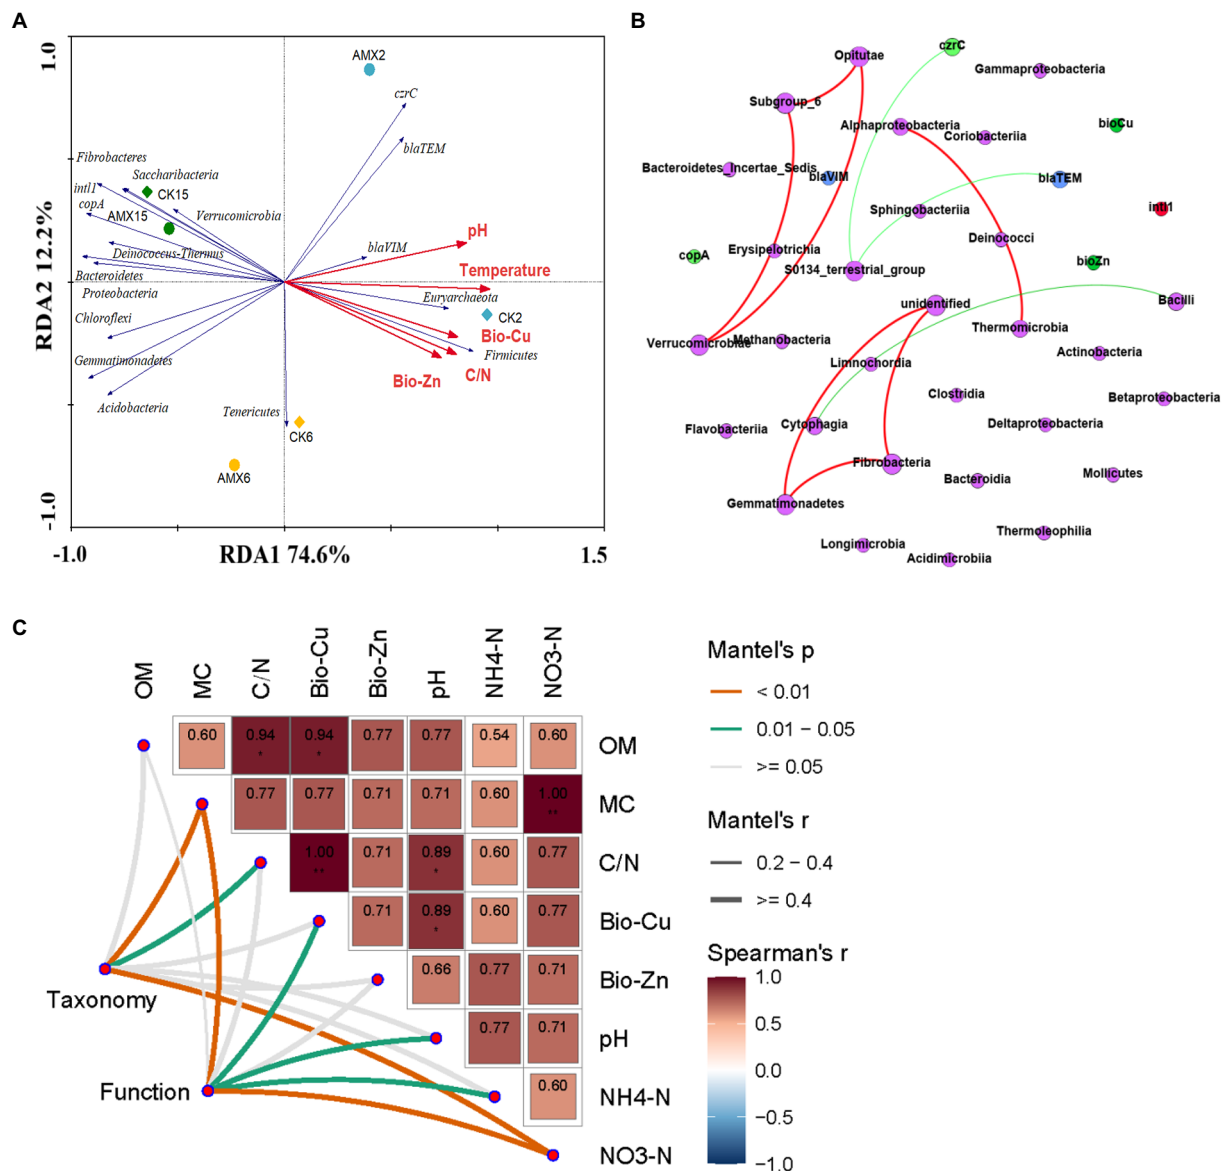 A
1.0
RDA2 12.2%
-1.0
-1.0
RDA1 74.6%
1.5
AMX2
czrC
blaTEM
Fibrobacteres
Saccharibacteria
intl1
CK15
copA
AMX15
Verrucomicrobia
pH
Deinococcus-Thermus
blaVIM
Temperature
Bacteroidetes
Proteobacteria
Euryarchaeota
CK2
Chloroflexi
Bio-Cu
Firmicutes
Gemmatimonadetes
C/N
Bio-Zn
Acidobacteria
Tenericutes
CK6
AMX6
B
czrC
Opitutae
Gammaproteobacteria
Subgroup_6
Alphaproteobacteria
bioCu
Coriobacteriia
Bacteroidetes_Incertae_Sedis
blaVIM
blaTEM
Sphingobacteriia
intl1
Deinococci
Erysipelotrichia
copA
bioZn
S0134_terrestrial_group
unidentified
Bacilli
Thermomicrobia
Verrucomicrobiae
Methanobacteria
Actinobacteria
Limnochordia
Clostridia
Betaproteobacteria
Flavobacteriia
Cytophagia
Deltaproteobacteria
Fibrobacteria
Bacteroidia
Mollicutes
Gemmatimonadetes
Thermoleophilia
Longimicrobia
Acidimicrobiia
C
OM
MC
C/N
Bio-Cu
Bio-Zn
pH
NH4-N
NO3-N
0.60 0.94 * 0.94 * 0.77 0.77 0.54 0.60 OM
0.77 0.77 0.71 0.71 0.60 1.00 ** MC
1.00 ** 0.71 0.89 * 0.60 0.77 C/N
0.71 0.89 * 0.60 0.77 Bio-Cu
0.66 0.77 0.71 Bio-Zn
0.77 0.71 pH
0.60 NH4-N
NO3-N
Taxonomy
Function
Mantel's p
< 0.01
0.01 − 0.05
>= 0.05
Mantel's r
0.2 − 0.4
>= 0.4
Spearman's r
1.0
0.5
0.0
−0.5
−1.0